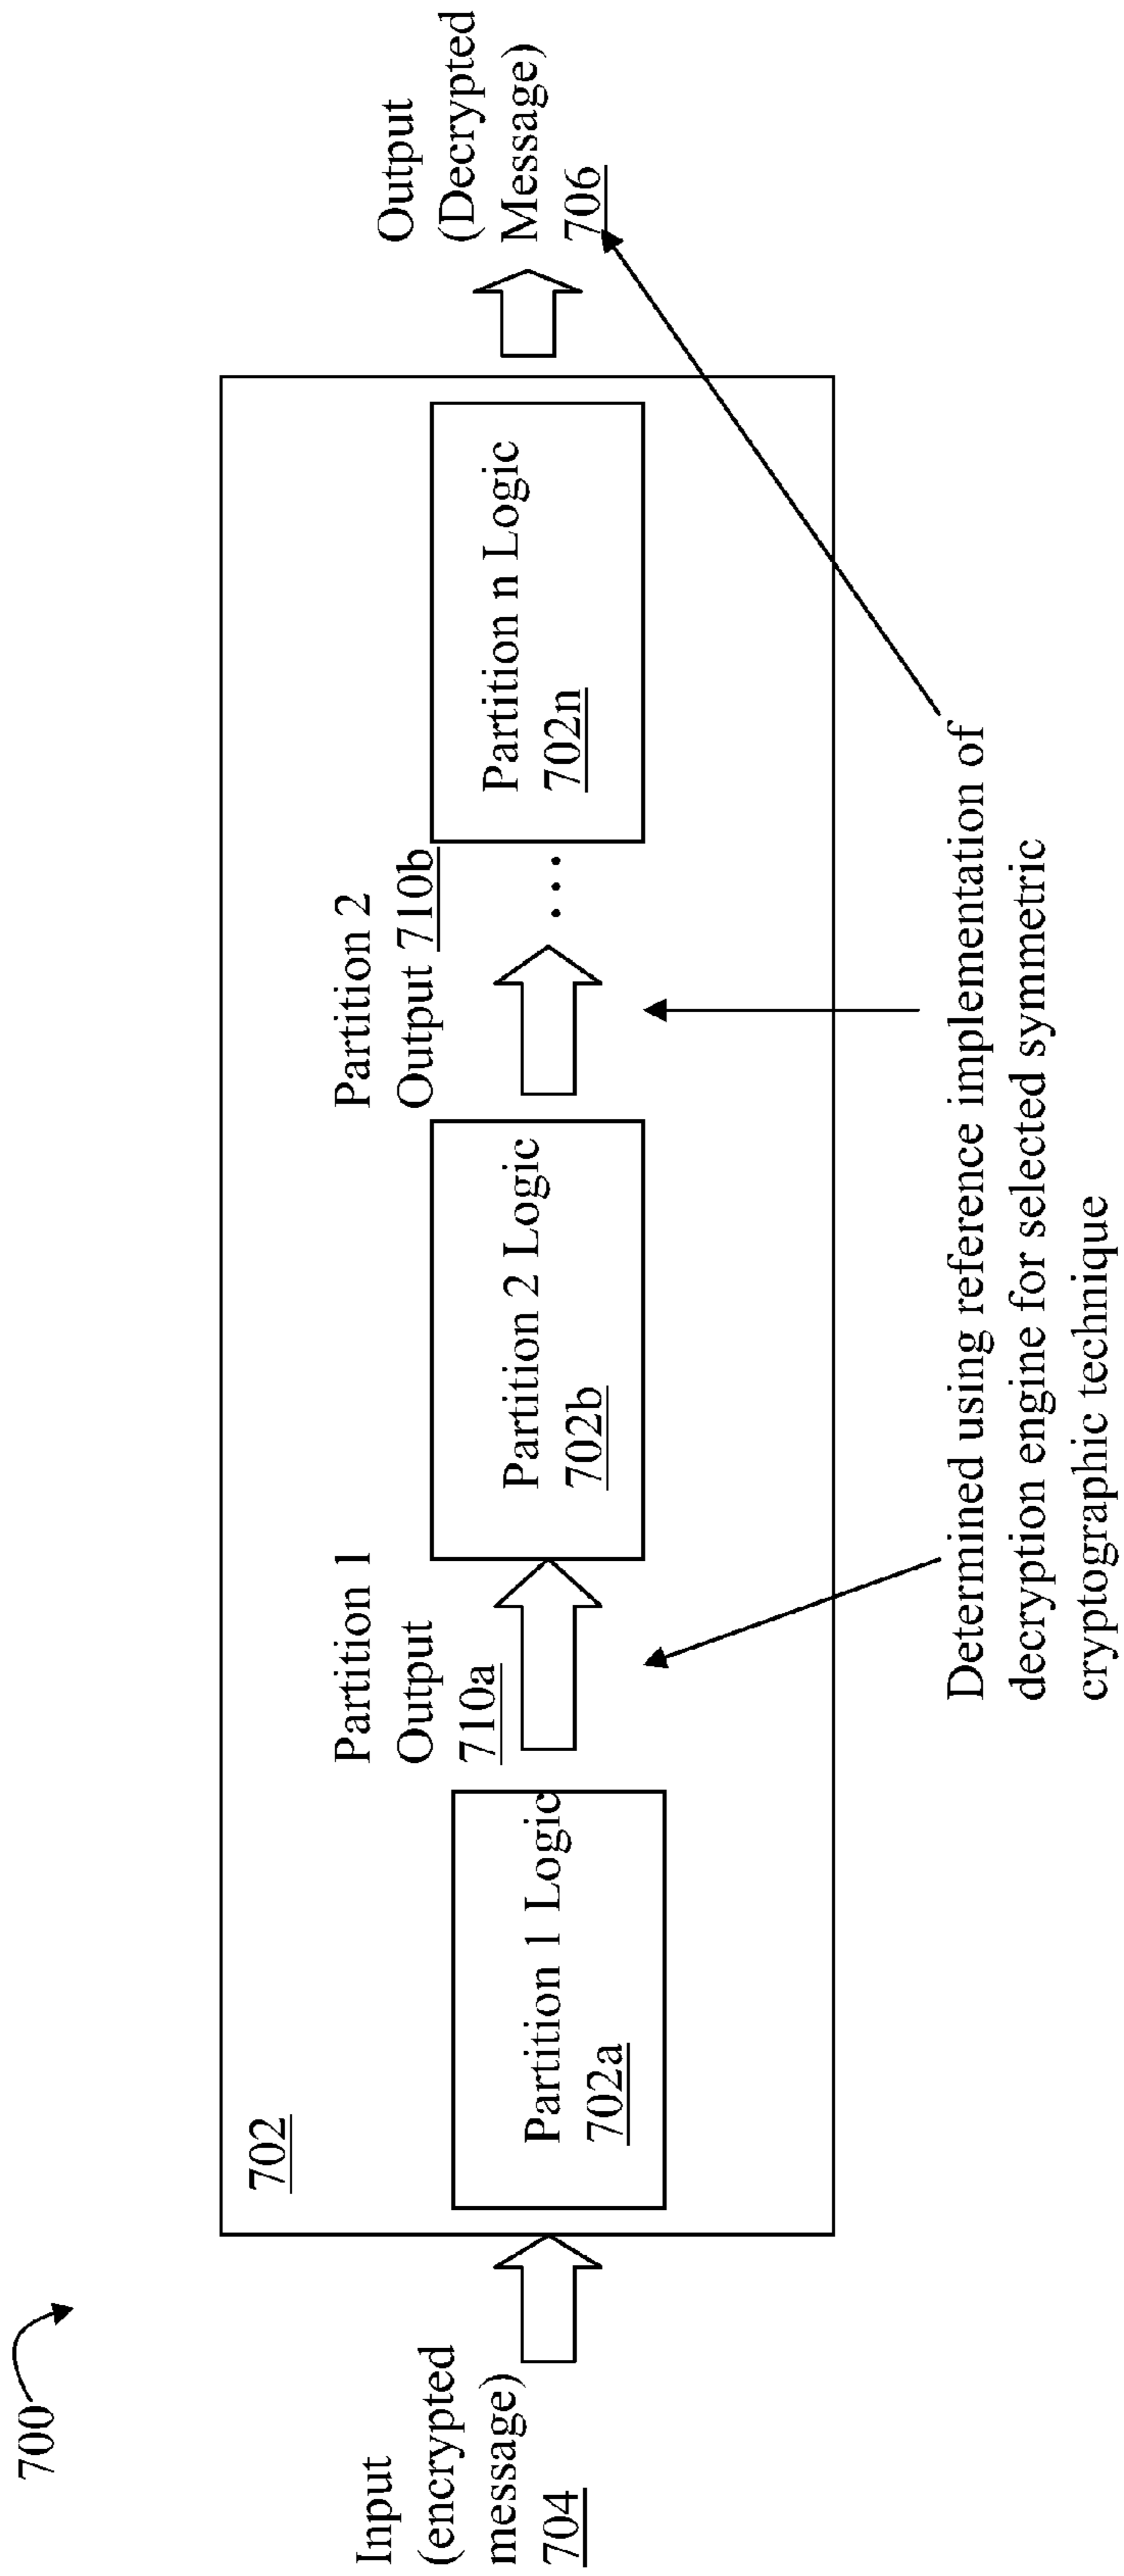 700
702
Input
(encrypted
message)
704
Partition 1 Logic
702a
Partition 1
Output
710a
Partition 2 Logic
702b
Partition 2
Output 710b
...
Partition n Logic
702n
Output
(Decrypted
Message)
706
Determined using reference implementation of
decryption engine for selected symmetric
cryptographic technique